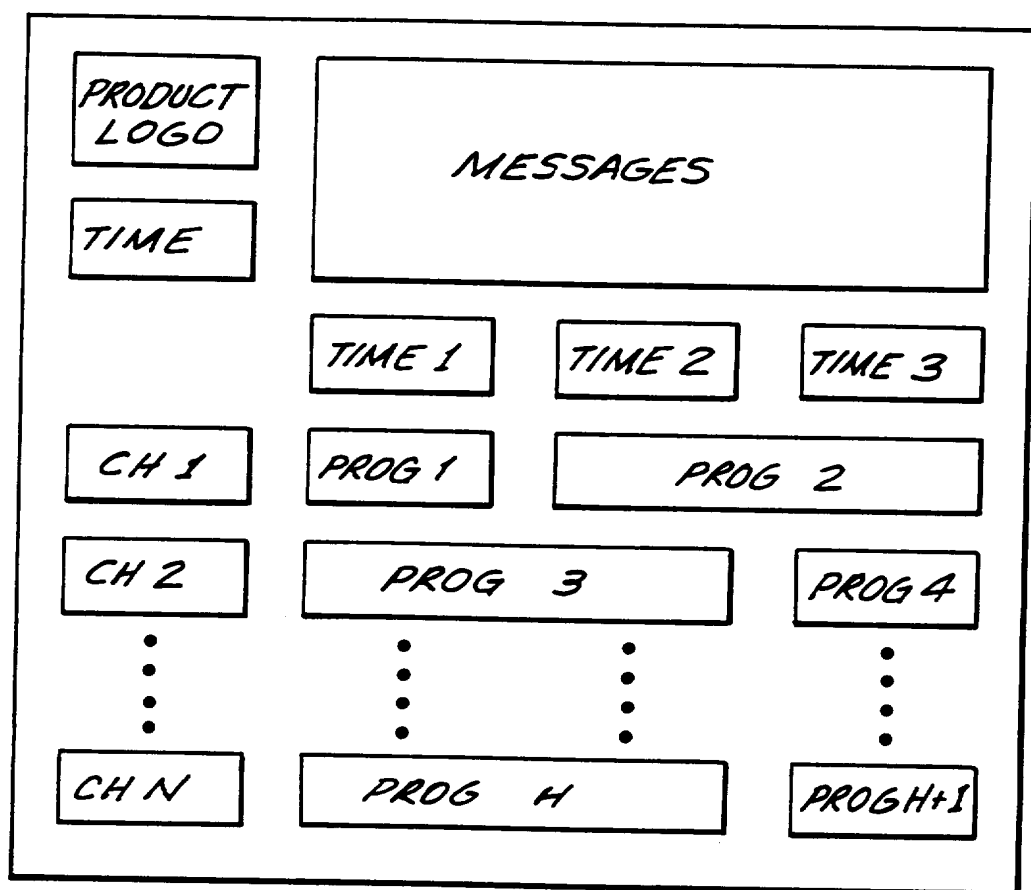 PRODUCT
LOGO
MESSAGES
TIME
TIME 1
TIME 2
TIME 3
CH 1
PROG 1
PROG 2
CH 2
PROG 3
PROG 4
CH N
PROG H
PROG H+1